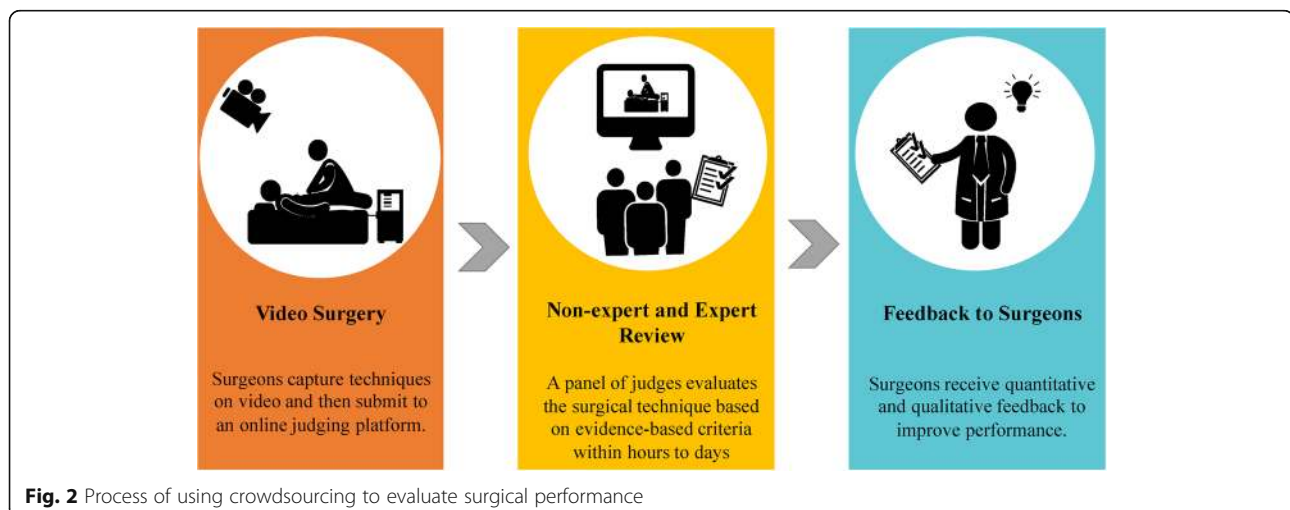 Video Surgery
Surgeons capture techniques
on video and then submit to
an online judging platform.
Non-expert and Expert
Review
A panel of judges evaluates
the surgical technique based
on evidence-based criteria
within hours to days
Feedback to Surgeons
Surgeons receive quantitative
and qualitative feedback to
improve performance.
Fig. 2 Process of using crowdsourcing to evaluate surgical performance